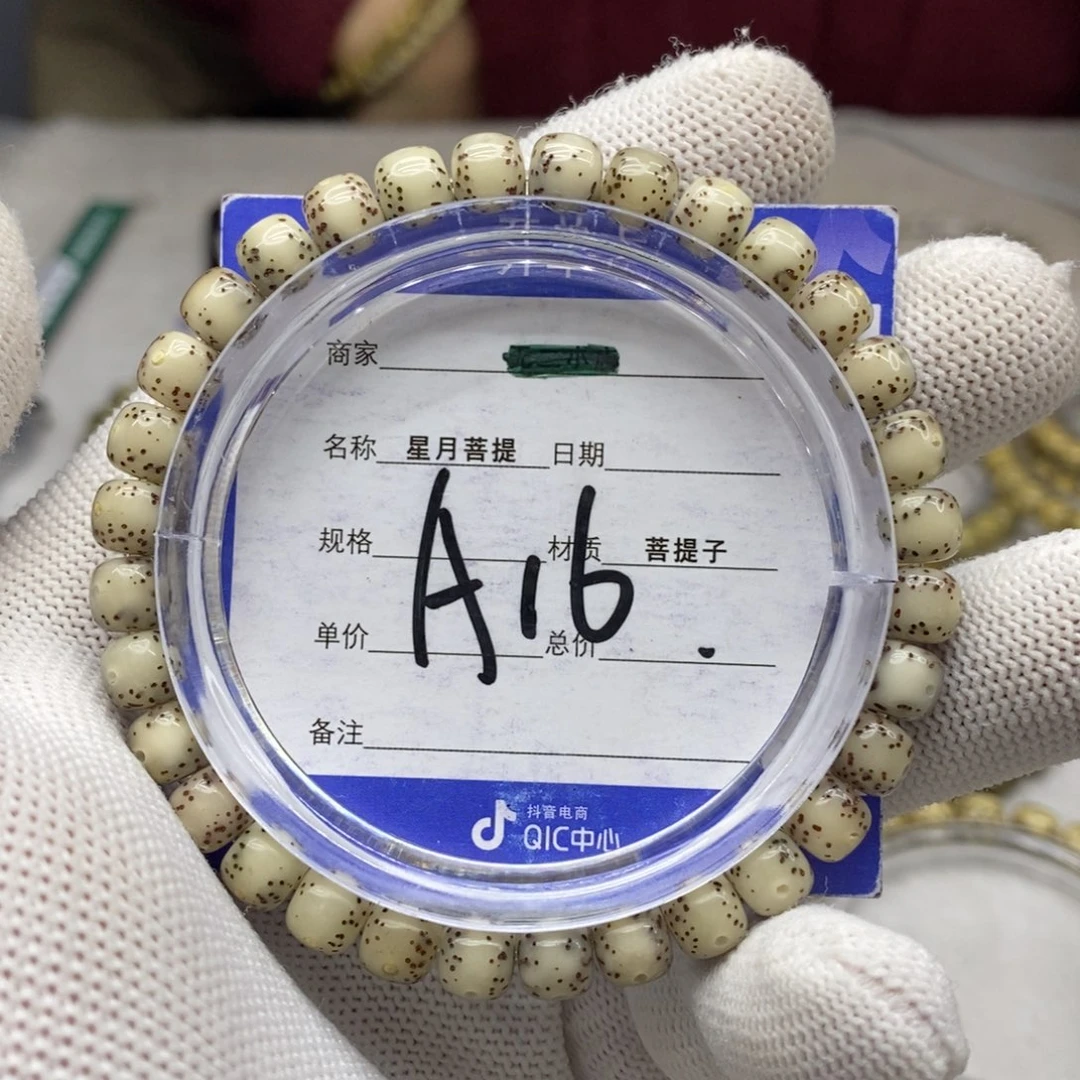 商家
名称 星月菩提 日期
规格 材质 菩提子
A16.
单价 总价
备注
抖音电商
QIC中心